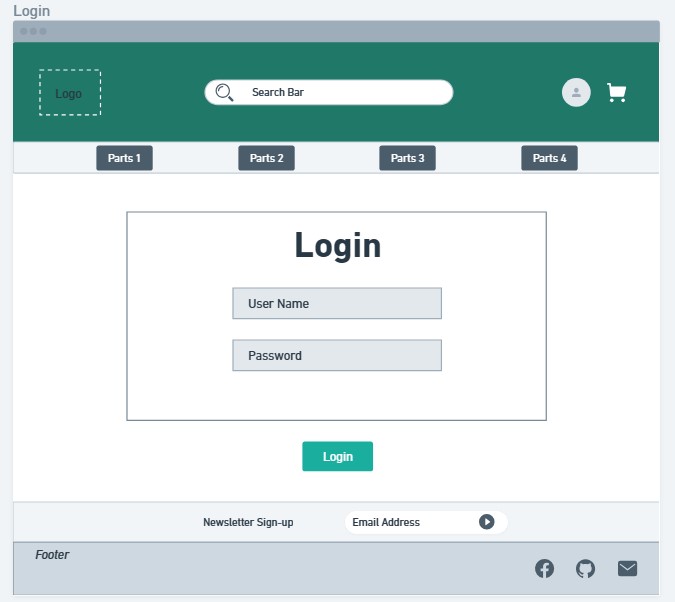 Login
Logo
Search Bar
Parts 1
Parts 2
Parts 3
Parts 4
Login
User Name
Password
Login
Newsletter Sign-up
Email Address
Footer